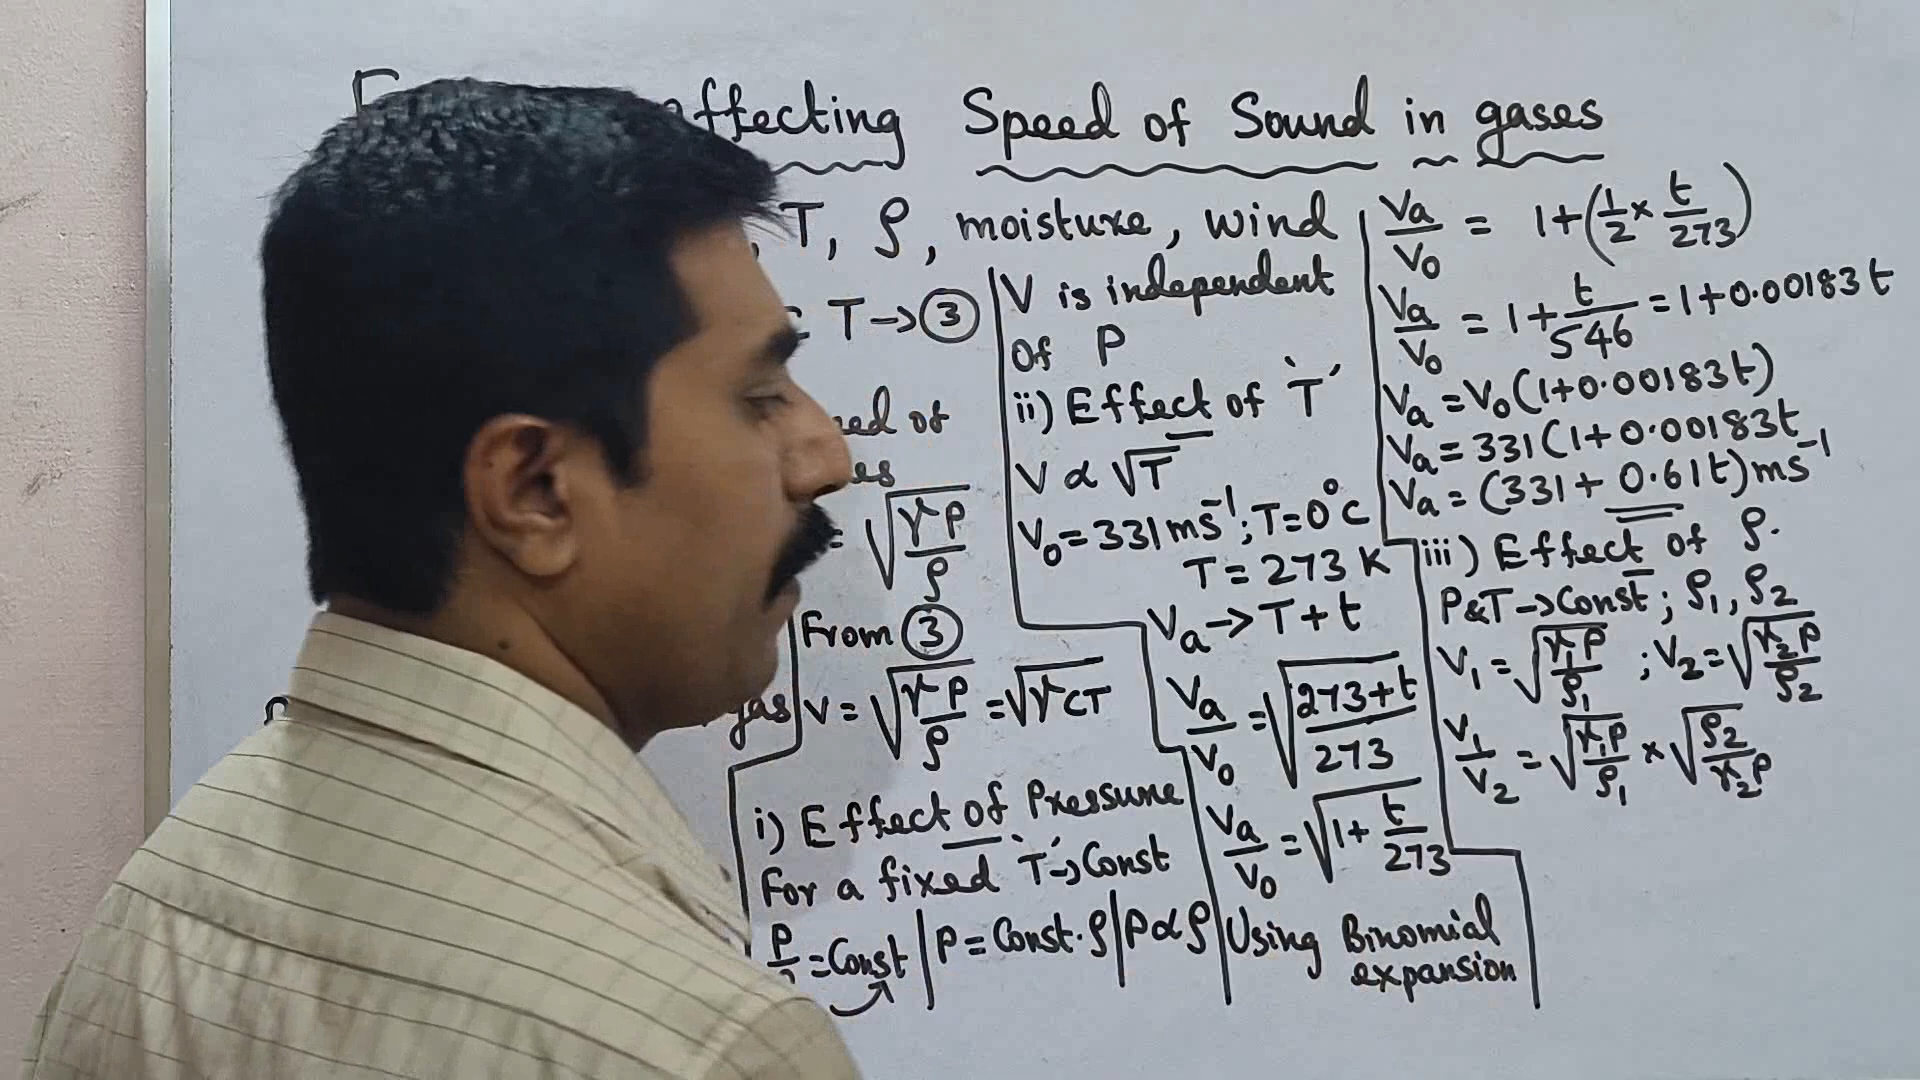 affecting Speed of Sound in gases
, T, ρ, moisture, wind
T → ③
of
= √(γP/ρ)
From ③
gas V = √(γP/ρ) = √γCT
i) Effect of Pressure
For a fixed 'T' → Const
P/ = Const | P = Const·ρ | P ∝ ρ
V is independent
of P
ii) Effect of 'T'
V ∝ √T
V₀ = 331 ms⁻¹; T = 0°C
T = 273 K
Va → T + t
Va/V₀ = √((273+t)/273)
Va/V₀ = √(1 + t/273)
Using Binomial
expansion
Va/V₀ = 1 + (1/2 × t/273)
Va/V₀ = 1 + t/546 = 1 + 0.00183t
Va = V₀(1+0.00183t)
Va = 331(1+0.00183t
Va = (331 + 0.61t) ms⁻¹
iii) Effect of ρ.
P & T → Const; ρ₁, ρ₂
V₁ = √(γ₁P/ρ₁) ; V₂ = √(γ₂P/ρ₂)
V₁/V₂ = √(γ₁P/ρ₁) × √(ρ₂/γ₂P)